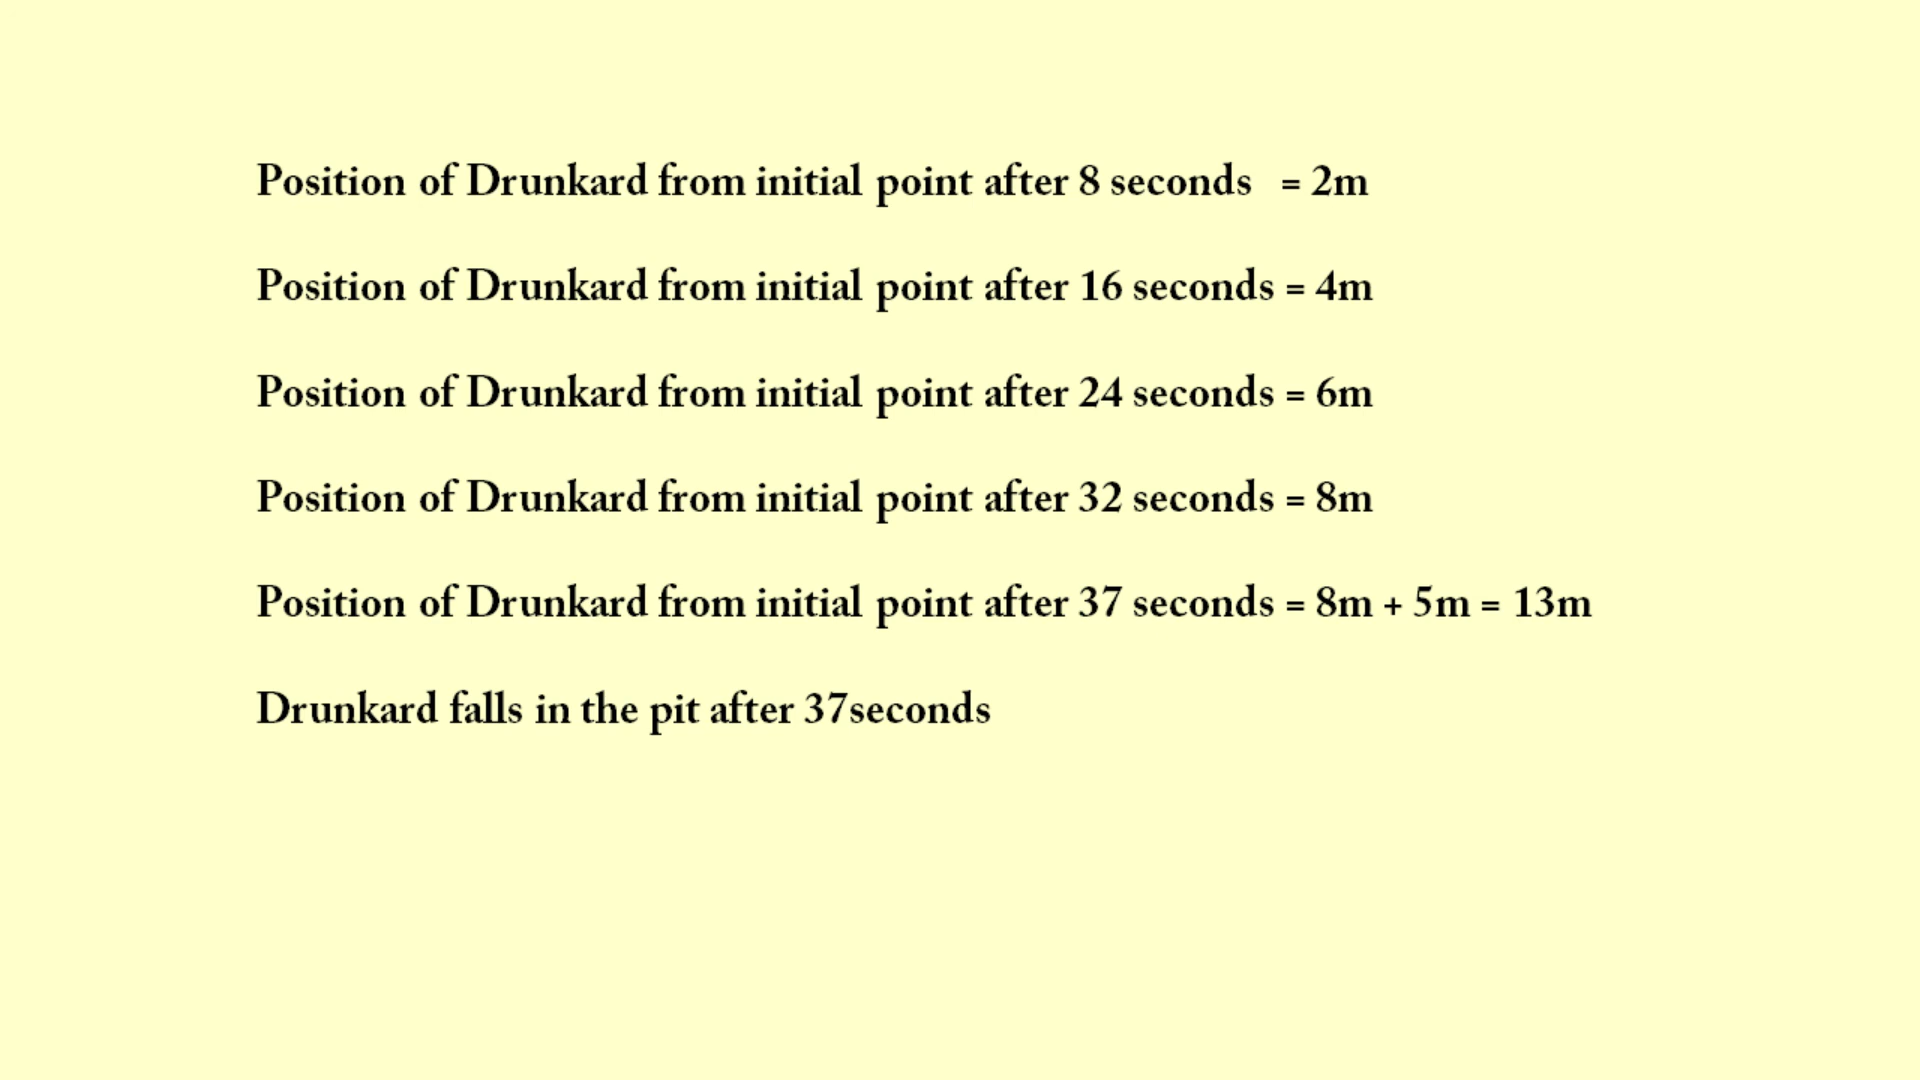 Position of Drunkard from initial point after 8 seconds = 2m
Position of Drunkard from initial point after 16 seconds = 4m
Position of Drunkard from initial point after 24 seconds = 6m
Position of Drunkard from initial point after 32 seconds = 8m
Position of Drunkard from initial point after 37 seconds = 8m + 5m = 13m
Drunkard falls in the pit after 37seconds